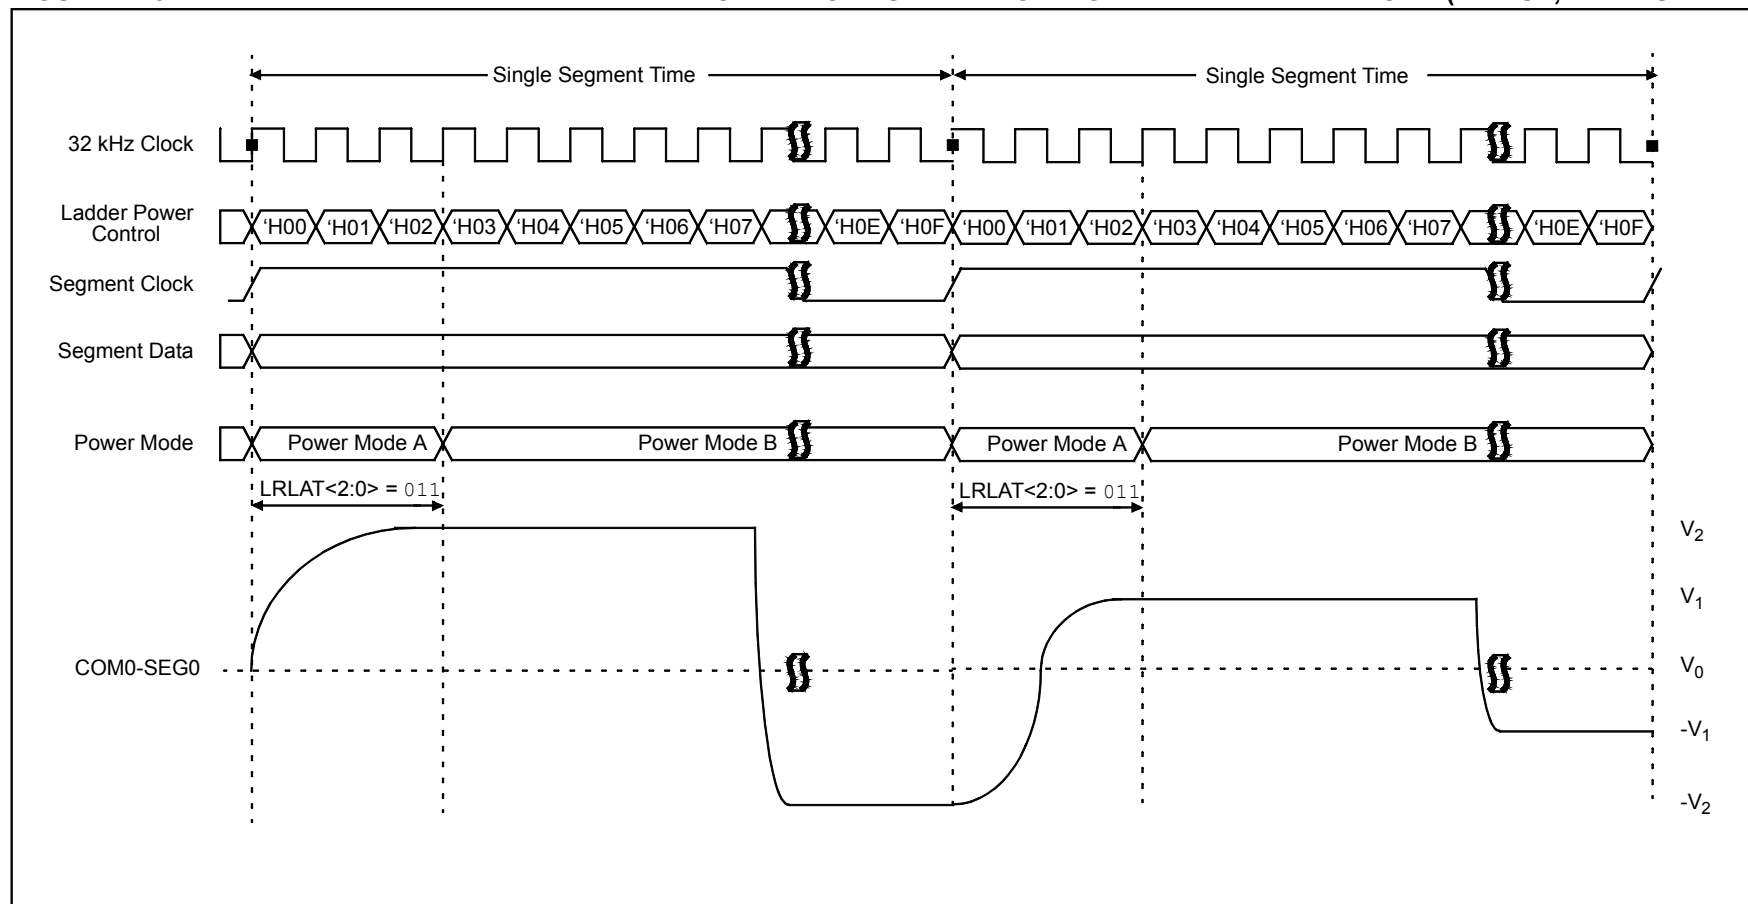 Single Segment Time Single Segment Time
32 kHz Clock
Ladder Power
Control
‘H00 ‘H01 ‘H02 ‘H03 ‘H04 ‘H05 ‘H06 ‘H07 ‘H0E ‘H0F ‘H00 ‘H01 ‘H02 ‘H03 ‘H04 ‘H05 ‘H06 ‘H07 ‘H0E ‘H0F
Segment Clock
Segment Data
Power Mode Power Mode A Power Mode B Power Mode A Power Mode B
LRLAT<2:0> = 011 LRLAT<2:0> = 011
V2
V1
COM0-SEG0 V0
-V1
-V2